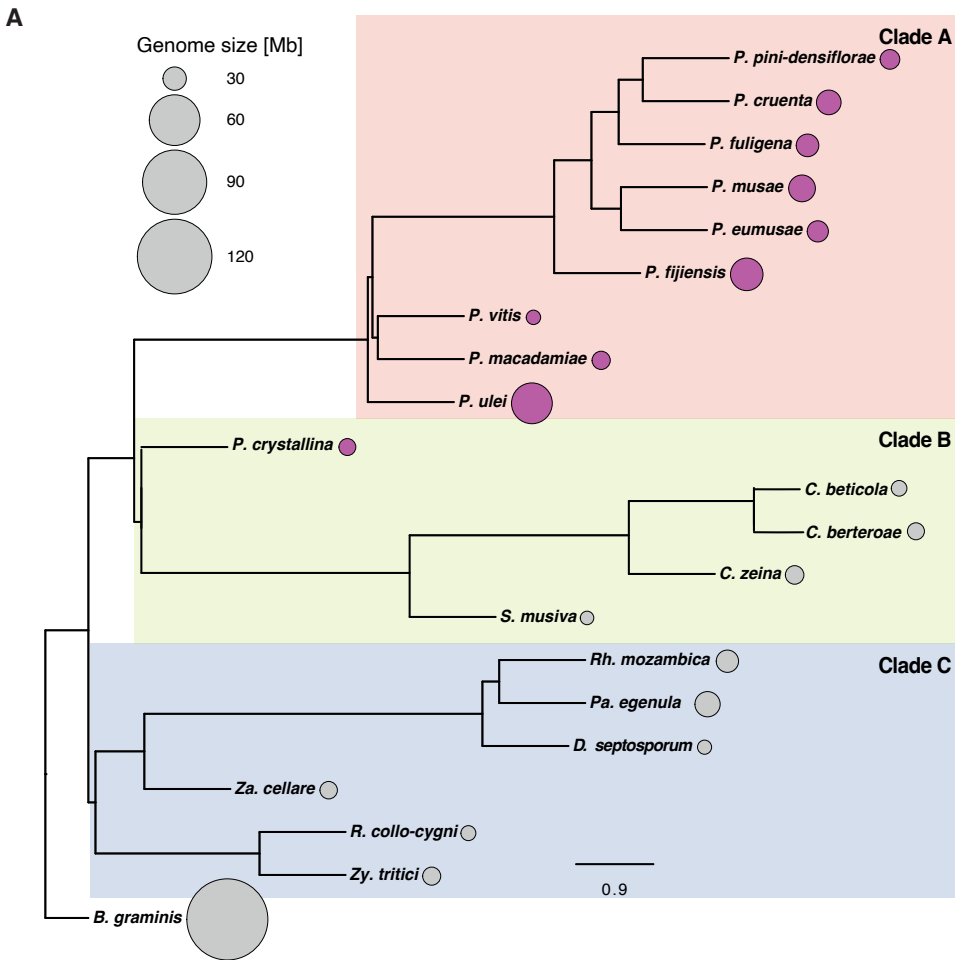 A
Genome size [Mb]
30
60
90
120
Clade A
P. pini-densiflorae
P. cruenta
P. fuligena
P. musae
P. eumusae
P. fijiensis
P. vitis
P. macadamiae
P. ulei
Clade B
P. crystallina
C. beticola
C. berteroae
C. zeina
S. musiva
Clade C
Rh. mozambica
Pa. egenula
D. septosporum
Za. cellare
R. collo-cygni
Zy. tritici
0.9
B. graminis